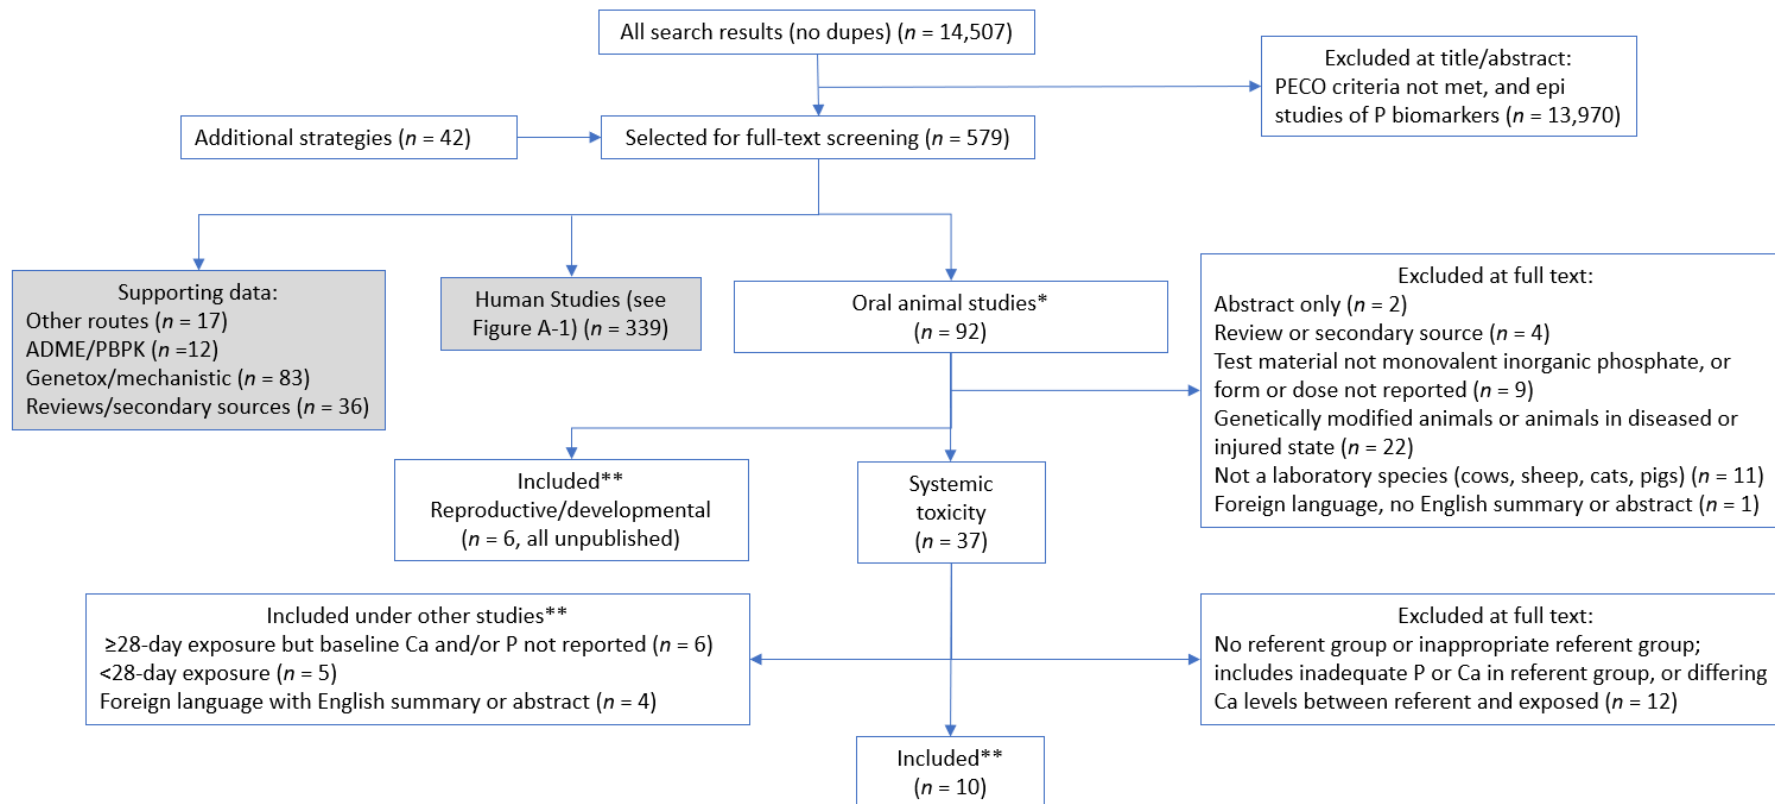 All search results (no dupes) (n = 14,507)
Excluded at title/abstract:
PECO criteria not met, and epi
studies of P biomarkers (n = 13,970)
Additional strategies (n = 42)
Selected for full-text screening (n = 579)
Supporting data:
Other routes (n = 17)
ADME/PBPK (n =12)
Genetox/mechanistic (n = 83)
Reviews/secondary sources (n = 36)
Human Studies (see
Figure A-1) (n = 339)
Oral animal studies*
(n = 92)
Excluded at full text:
Abstract only (n = 2)
Review or secondary source (n = 4)
Test material not monovalent inorganic phosphate, or
form or dose not reported (n = 9)
Genetically modified animals or animals in diseased or
injured state (n = 22)
Not a laboratory species (cows, sheep, cats, pigs) (n = 11)
Foreign language, no English summary or abstract (n = 1)
Included**
Reproductive/developmental
(n = 6, all unpublished)
Systemic
toxicity
(n = 37)
Included under other studies**
≥28-day exposure but baseline Ca and/or P not reported (n = 6)
<28-day exposure (n = 5)
Foreign language with English summary or abstract (n = 4)
Excluded at full text:
No referent group or inappropriate referent group;
includes inadequate P or Ca in referent group, or differing
Ca levels between referent and exposed (n = 12)
Included**
(n = 10)